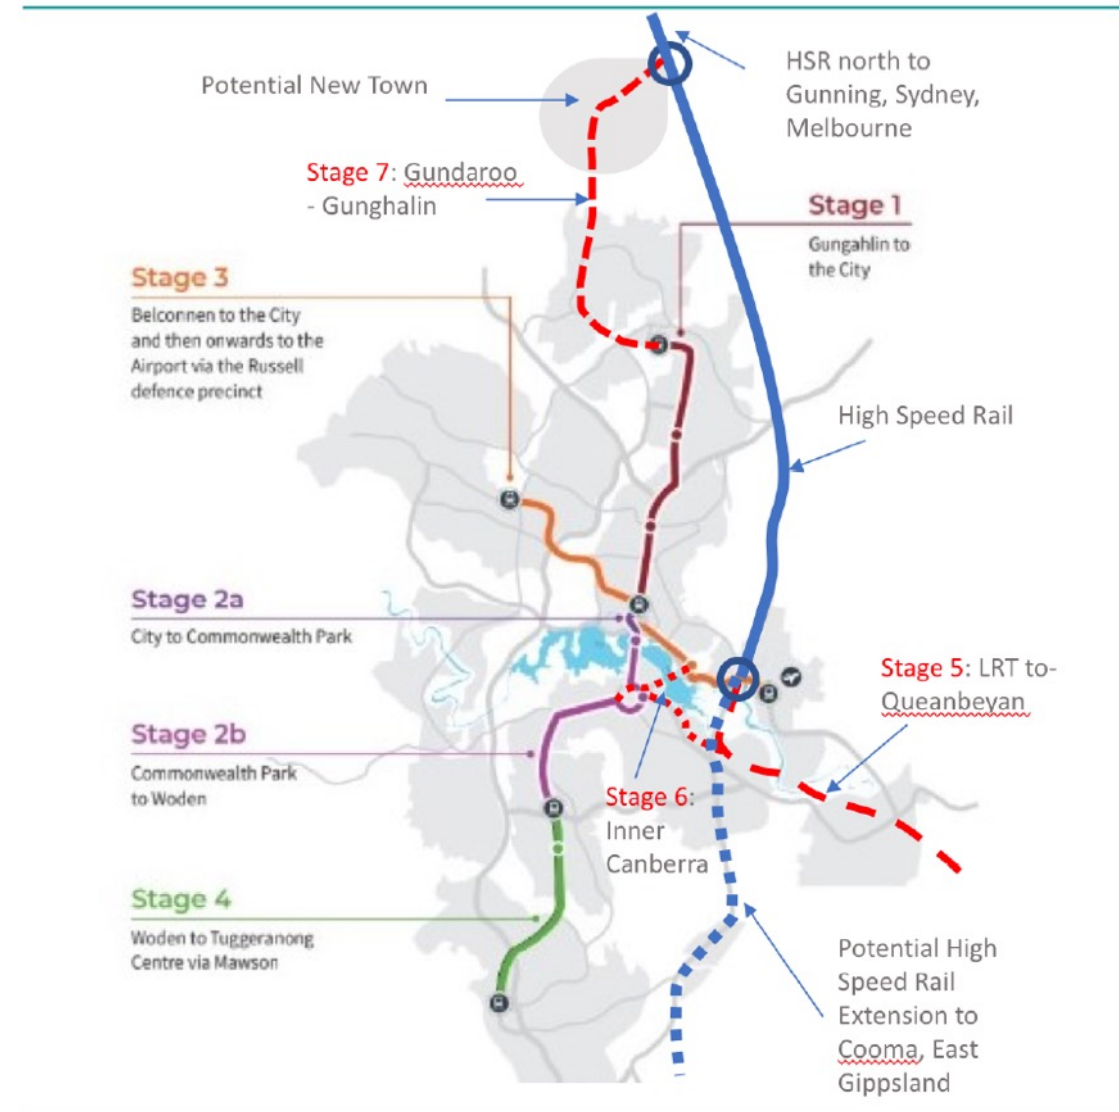 HSR north to
Gunning, Sydney,
Melbourne
Potential New Town
Stage 7: Gundaroo
- Gunghalin
Stage 1
Gungahlin to
the City
Stage 3
Belconnen to the City
and then onwards to the
Airport via the Russell
defence precinct
High Speed Rail
Stage 2a
City to Commonwealth Park
Stage 5: LRT to-
Queanbeyan
Stage 2b
Commonwealth Park
to Woden
Stage 6:
Inner
Canberra
Stage 4
Woden to Tuggeranong
Centre via Mawson
Potential High
Speed Rail
Extension to
Cooma, East
Gippsland